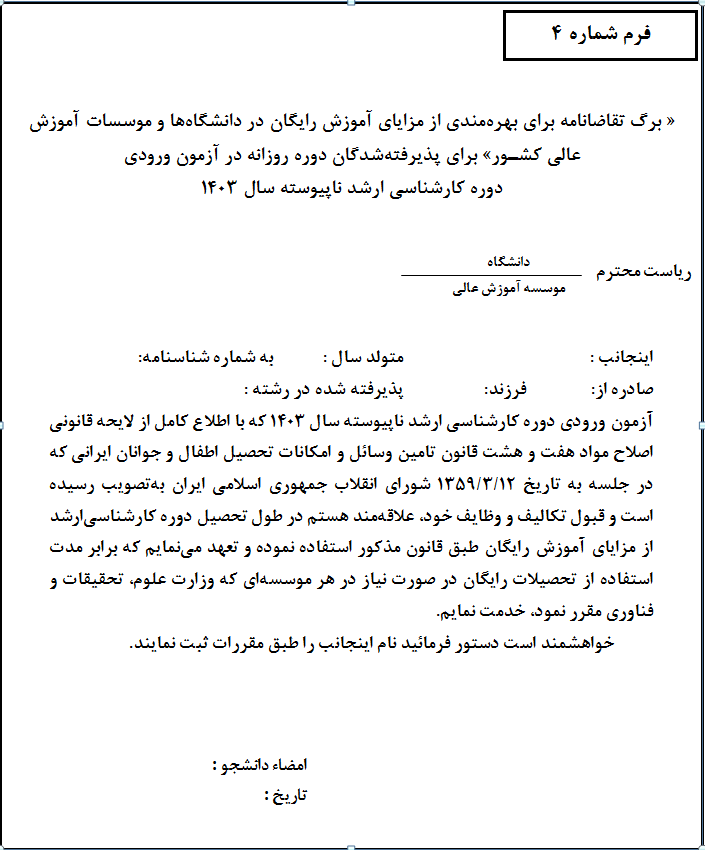 فرم شماره ۴
« برگ تقاضانامه برای بهره‌مندی از مزایای آموزش رایگان در دانشگاه‌ها و موسسات آموزش
عالی کشـور» برای پذیرفته‌شدگان دوره روزانه در آزمون ورودی
دوره کارشناسی ارشد ناپیوسته سال ۱۴۰۳
ریاست محترم دانشگاه
موسسه آموزش عالی
اینجانب : متولد سال : به شماره شناسنامه:
صادره از: فرزند: پذیرفته شده در رشته :
آزمون ورودی دوره کارشناسی ارشد ناپیوسته سال ۱۴۰۳ که با اطلاع کامل از لایحه قانونی
اصلاح مواد هفت و هشت قانون تامین وسائل و امکانات تحصیل اطفال و جوانان ایرانی که
در جلسه به تاریخ ۱۳۵۹/۳/۱۲ شورای انقلاب جمهوری اسلامی ایران به‌تصویب رسیده
است و قبول تکالیف و وظایف خود، علاقه‌مند هستم در طول تحصیل دوره کارشناسی‌ارشد
از مزایای آموزش رایگان طبق قانون مذکور استفاده نموده و تعهد می‌نمایم که برابر مدت
استفاده از تحصیلات رایگان در صورت نیاز در هر موسسه‌ای که وزارت علوم، تحقیقات و
فناوری مقرر نمود، خدمت نمایم.
خواهشمند است دستور فرمائید نام اینجانب را طبق مقررات ثبت نمایند.
امضاء دانشجو :
تاریخ :